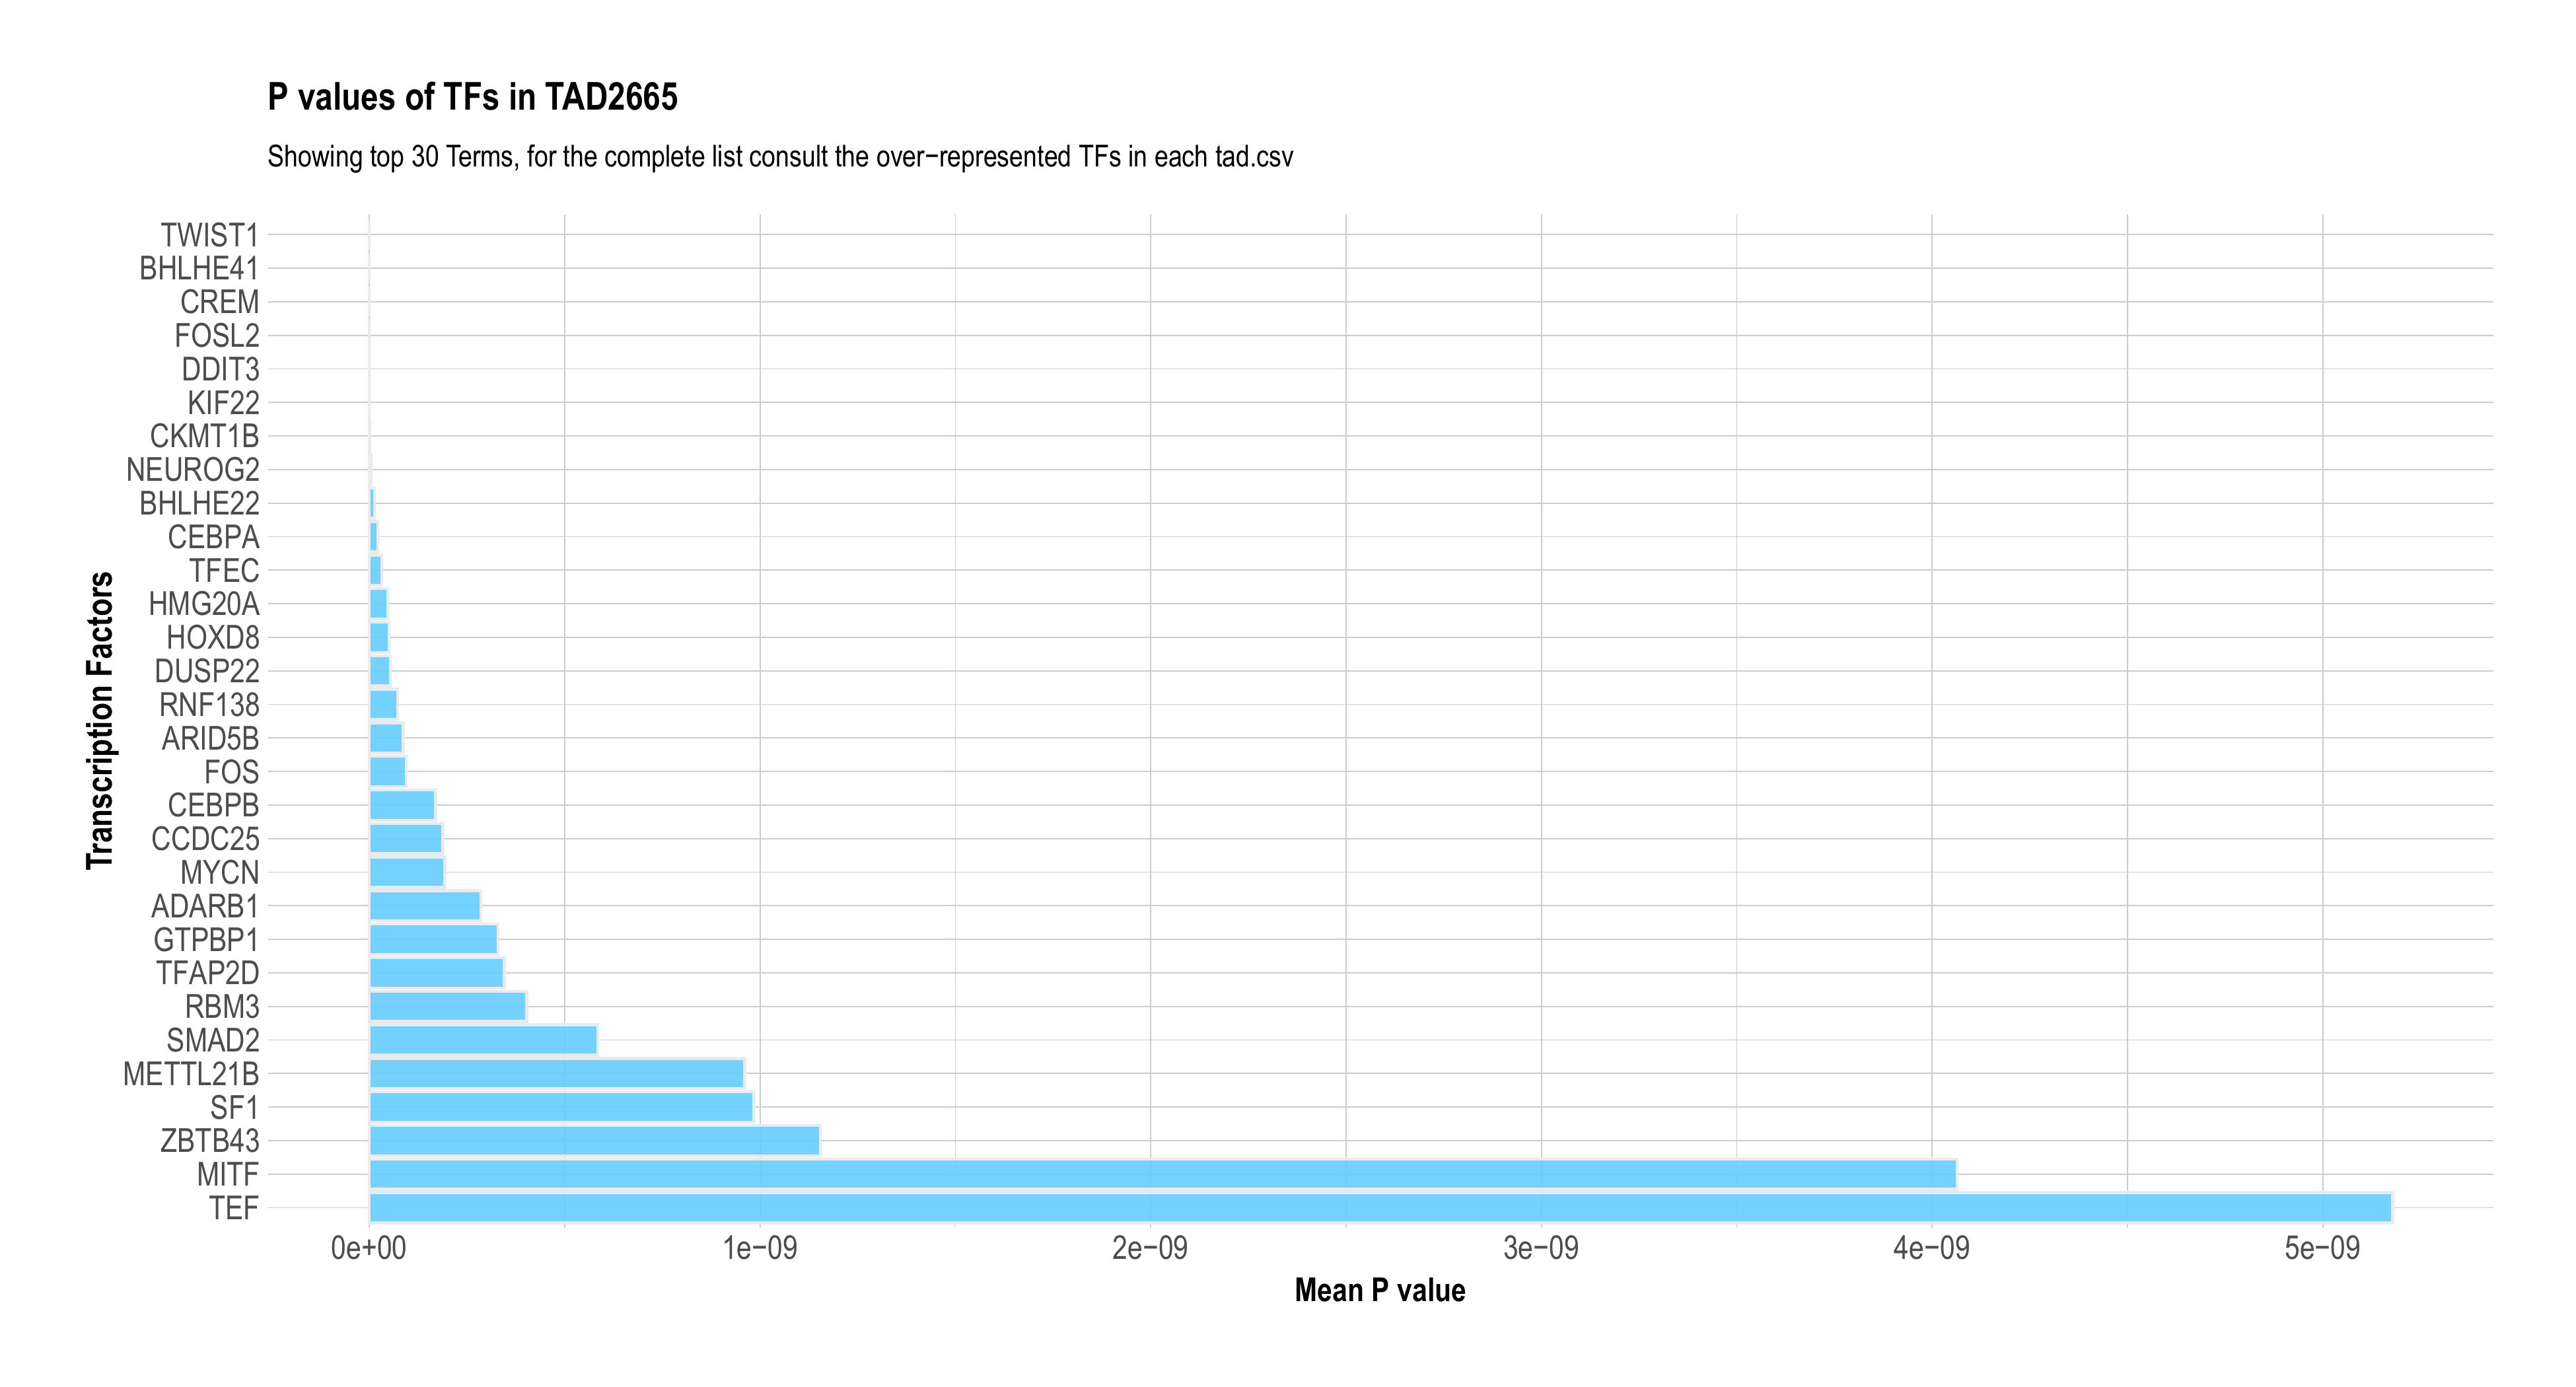 P values of TFs in TAD2665
Showing top 30 Terms, for the complete list consult the over−represented TFs in each tad.csv
Transcription Factors
TWIST1
BHLHE41
CREM
FOSL2
DDIT3
KIF22
CKMT1B
NEUROG2
BHLHE22
CEBPA
TFEC
HMG20A
HOXD8
DUSP22
RNF138
ARID5B
FOS
CEBPB
CCDC25
MYCN
ADARB1
GTPBP1
TFAP2D
RBM3
SMAD2
METTL21B
SF1
ZBTB43
MITF
TEF
0e+00 1e−09 2e−09 3e−09 4e−09 5e−09
Mean P value